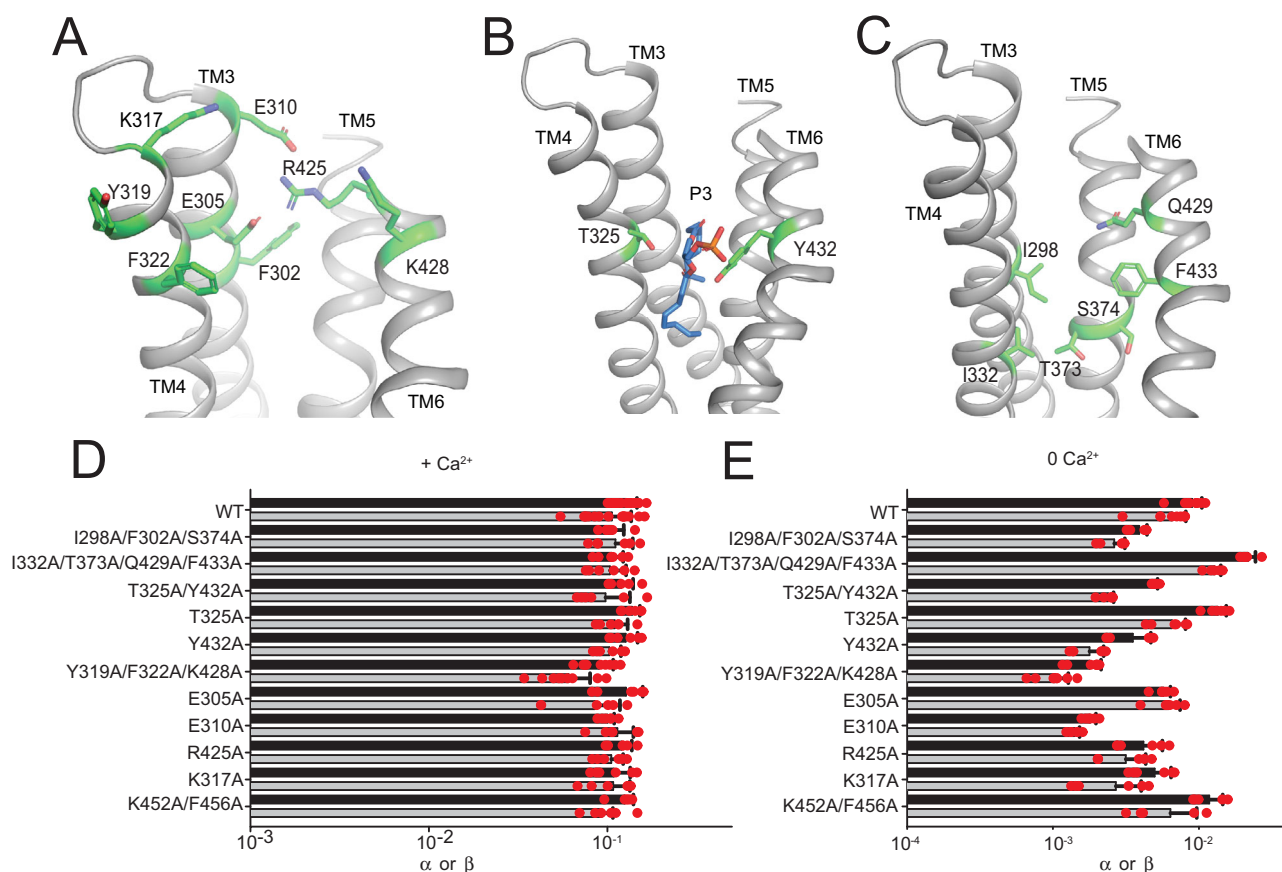 A
TM3
K317
E310
TM5
R425
Y319
E305
F322
F302
K428
TM4
TM6
B
TM3
TM5
TM4
TM6
P3
T325
Y432
C
TM3
TM5
TM6
TM4
Q429
I298
F433
S374
I332
T373
D
+ Ca²⁺
WT
I298A/F302A/S374A
I332A/T373A/Q429A/F433A
T325A/Y432A
T325A
Y432A
Y319A/F322A/K428A
E305A
E310A
R425A
K317A
K452A/F456A
10⁻³
10⁻²
10⁻¹
α or β
E
0 Ca²⁺
WT
I298A/F302A/S374A
I332A/T373A/Q429A/F433A
T325A/Y432A
T325A
Y432A
Y319A/F322A/K428A
E305A
E310A
R425A
K317A
K452A/F456A
10⁻⁴
10⁻³
10⁻²
α or β